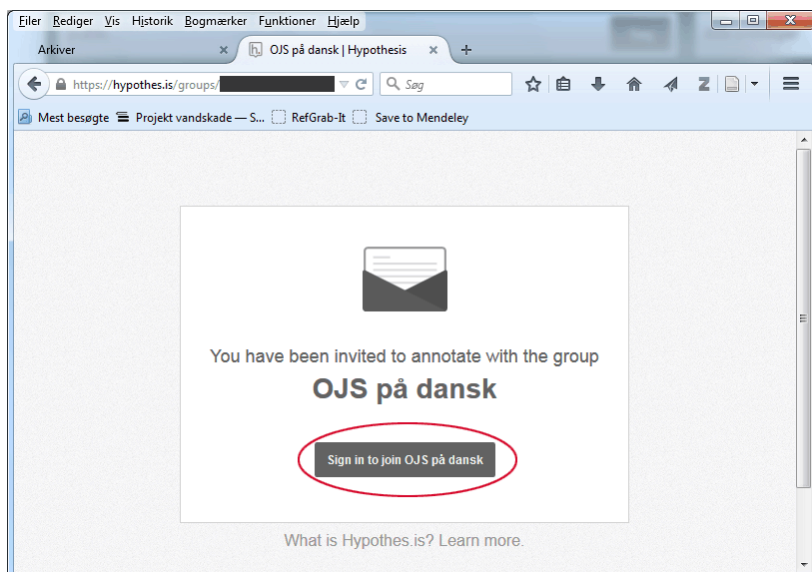 Filer Rediger Vis Historik Bogmærker Funktioner Hjælp
Arkiver
OJS på dansk | Hypothesis
https://hypothes.is/groups/
Søg
Mest besøgte Projekt vandskade — S... RefGrab-It Save to Mendeley
You have been invited to annotate with the group
OJS på dansk
Sign in to join OJS på dansk
What is Hypothes.is? Learn more.